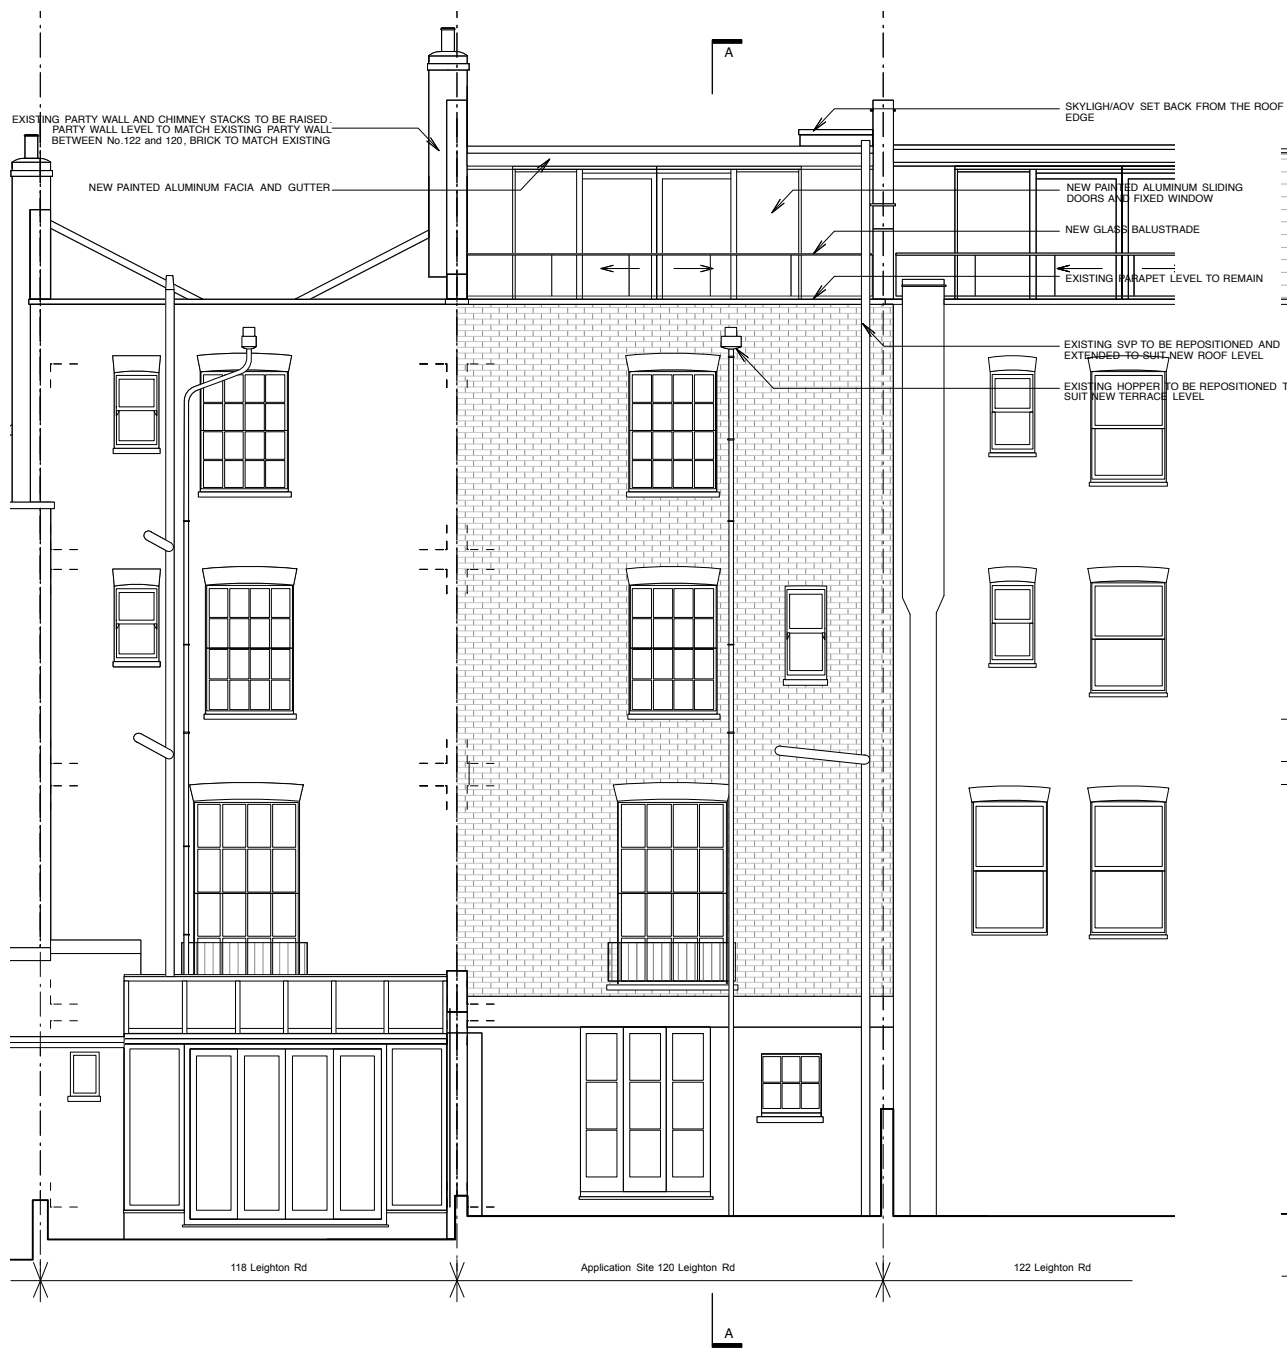 A
EXISTING PARTY WALL AND CHIMNEY STACKS TO BE RAISED.
PARTY WALL LEVEL TO MATCH EXISTING PARTY WALL
BETWEEN No.122 and 120, BRICK TO MATCH EXISTING
NEW PAINTED ALUMINUM FACIA AND GUTTER
SKYLIGH/AOV SET BACK FROM THE ROOF
EDGE
NEW PAINTED ALUMINUM SLIDING
DOORS AND FIXED WINDOW
NEW GLASS BALUSTRADE
EXISTING PARAPET LEVEL TO REMAIN
EXISTING SVP TO BE REPOSITIONED AND
EXTENDED TO SUIT NEW ROOF LEVEL
EXISTING HOPPER TO BE REPOSITIONED T
SUIT NEW TERRACE LEVEL
118 Leighton Rd
Application Site 120 Leighton Rd
122 Leighton Rd
A